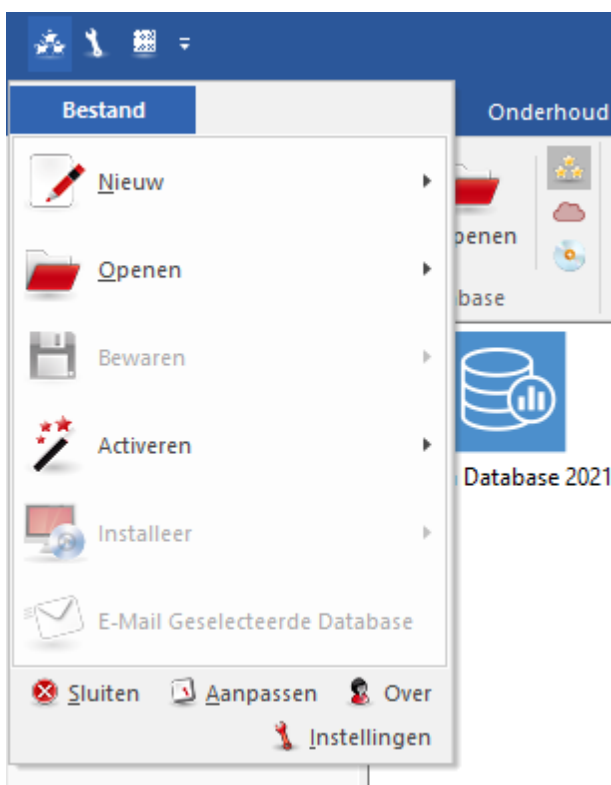 Bestand
Onderhoud
Nieuw
penen
Openen
base
Bewaren
Activeren
Database 2021
Installeer
E-Mail Geselecteerde Database
Sluiten Aanpassen Over
Instellingen